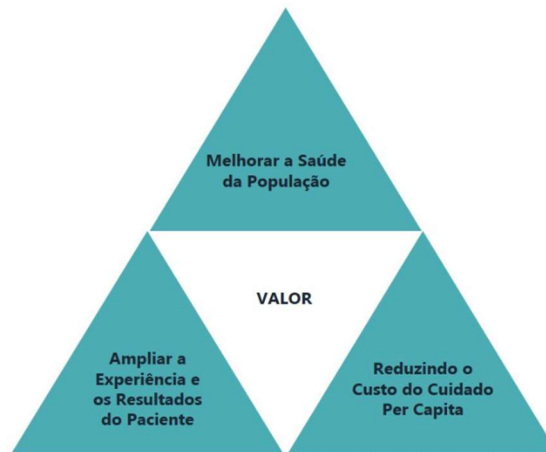 Melhorar a Saúde
da População
VALOR
Ampliar a
Experiência e
os Resultados
do Paciente
Reduzindo o
Custo do Cuidado
Per Capita